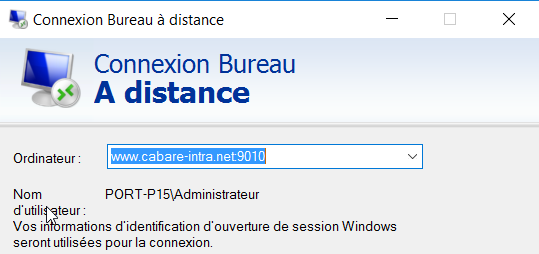 Connexion Bureau à distance
Connexion Bureau
A distance
Ordinateur :
www.cabare-intra.net:9010
Nom PORT-P15\Administrateur
d'utilisateur :
Vos informations d'identification d'ouverture de session Windows
seront utilisées pour la connexion.